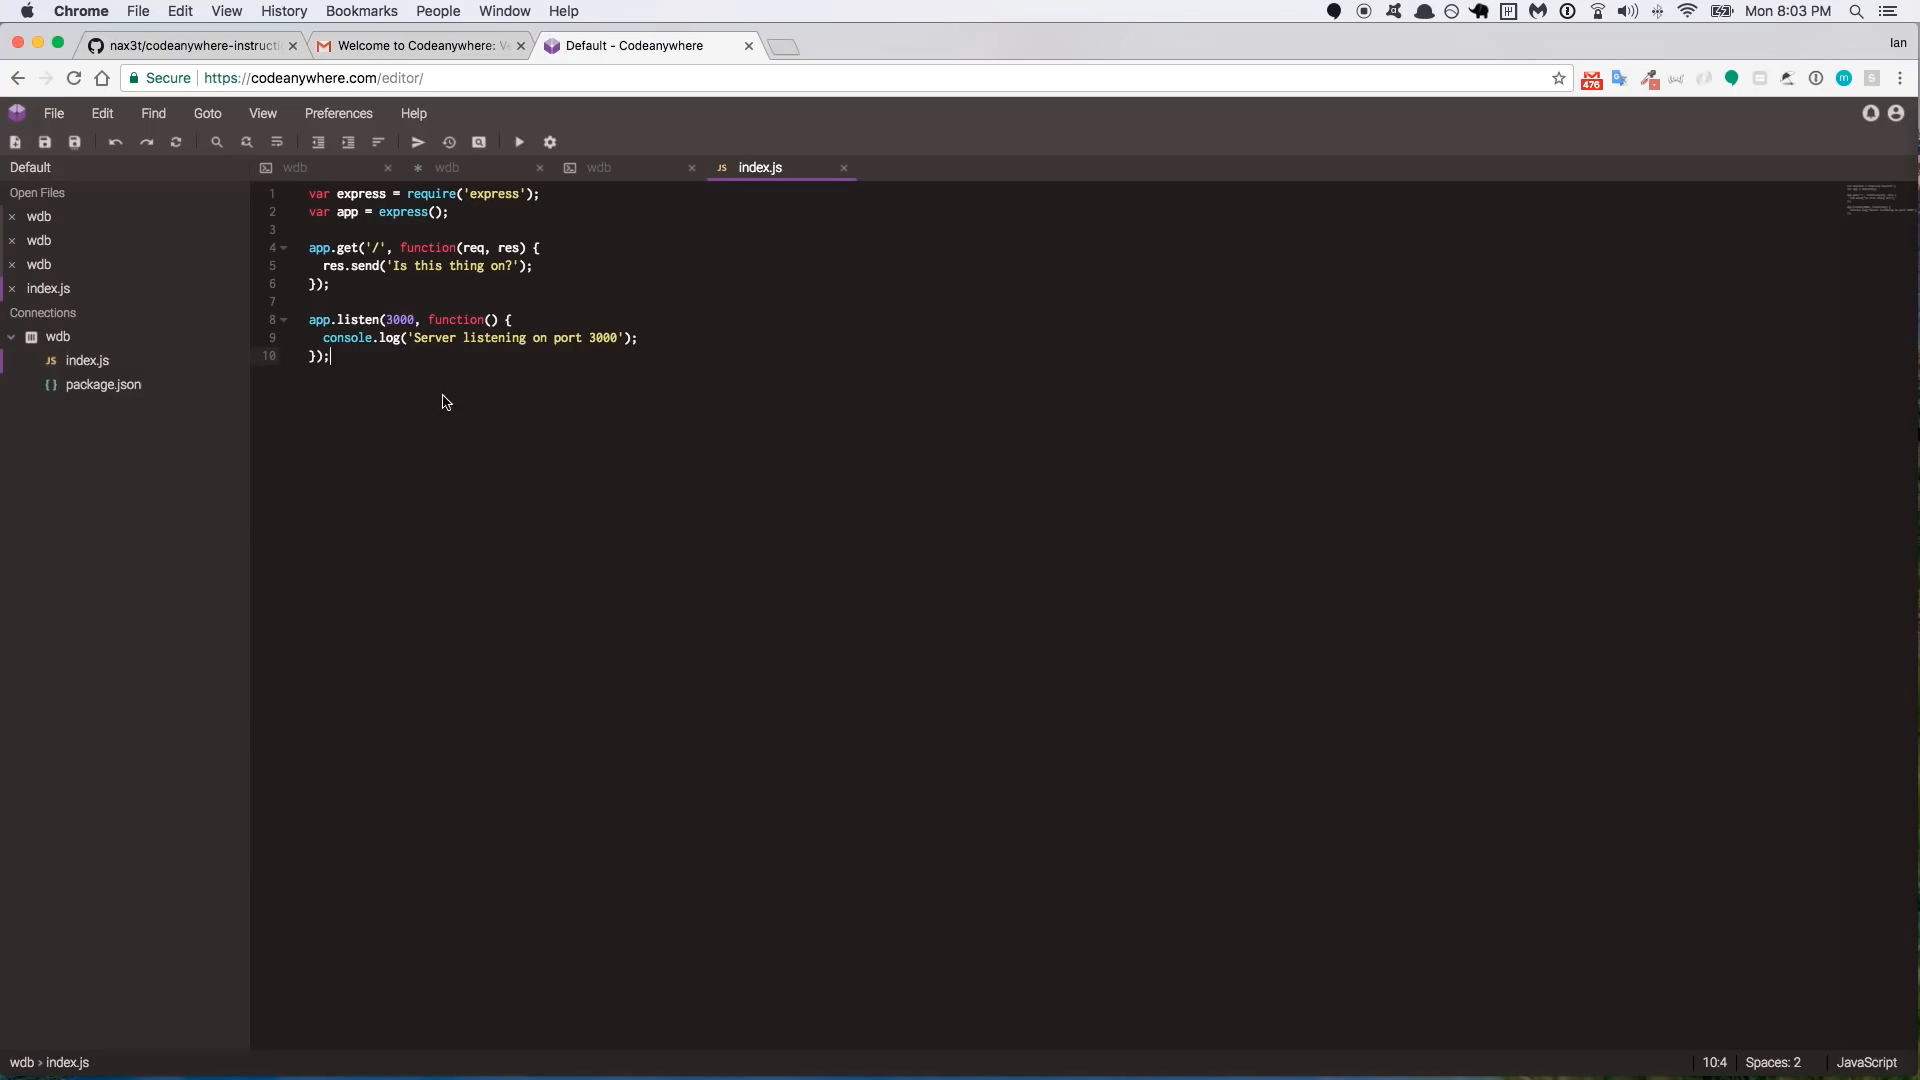 Chrome File Edit View History Bookmarks People Window Help
Mon 8:03 PM
nax3t/codeanywhere-instructi
Welcome to Codeanywhere: Ve
Default - Codeanywhere
Ian
Secure https://codeanywhere.com/editor/
476
File Edit Find Goto View Preferences Help
Default
wdb
* wdb
wdb
JS index.js
Open Files
wdb
wdb
wdb
index.js
Connections
wdb
JS index.js
{} package.json
1 var express = require('express');
2 var app = express();
3
4 app.get('/', function(req, res) {
5 res.send('Is this thing on?');
6 });
7
8 app.listen(3000, function() {
9 console.log('Server listening on port 3000');
10 });
wdb › index.js
10:4 Spaces: 2 JavaScript